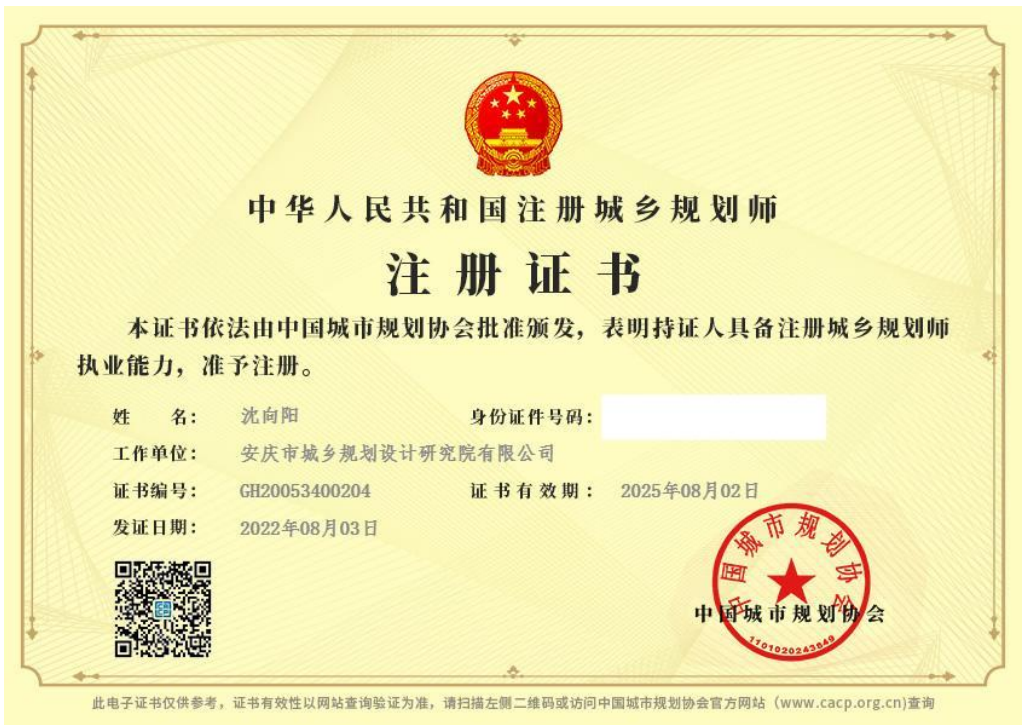 中华人民共和国注册城乡规划师
注册证书
本证书依法由中国城市规划协会批准颁发，表明持证人具备注册城乡规划师
执业能力，准予注册。
姓 名： 沈向阳 身份证件号码：
工作单位： 安庆市城乡规划设计研究院有限公司
证书编号： GH20053400204 证书有效期： 2025年08月02日
发证日期： 2022年08月03日
中国城市规划协会
中国城市规划协会
1101020243849
此电子证书仅供参考，证书有效性以网站查询验证为准，请扫描左侧二维码或访问中国城市规划协会官方网站（www.cacp.org.cn)查询